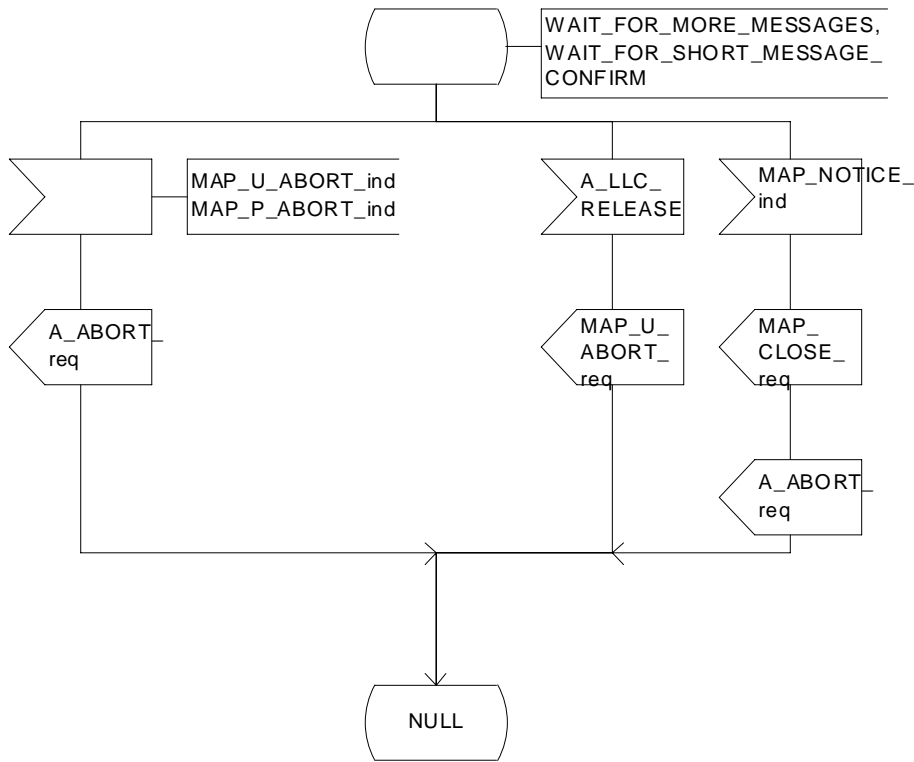 WAIT_FOR_MORE_MESSAGES,
WAIT_FOR_SHORT_MESSAGE_
CONFIRM
MAP_U_ABORT_ind
MAP_P_ABORT_ind
A_LLC_
RELEASE
MAP_NOTICE_
ind
A_ABORT_
req
MAP_U_
ABORT_
req
MAP_
CLOSE_
req
A_ABORT_
req
NULL